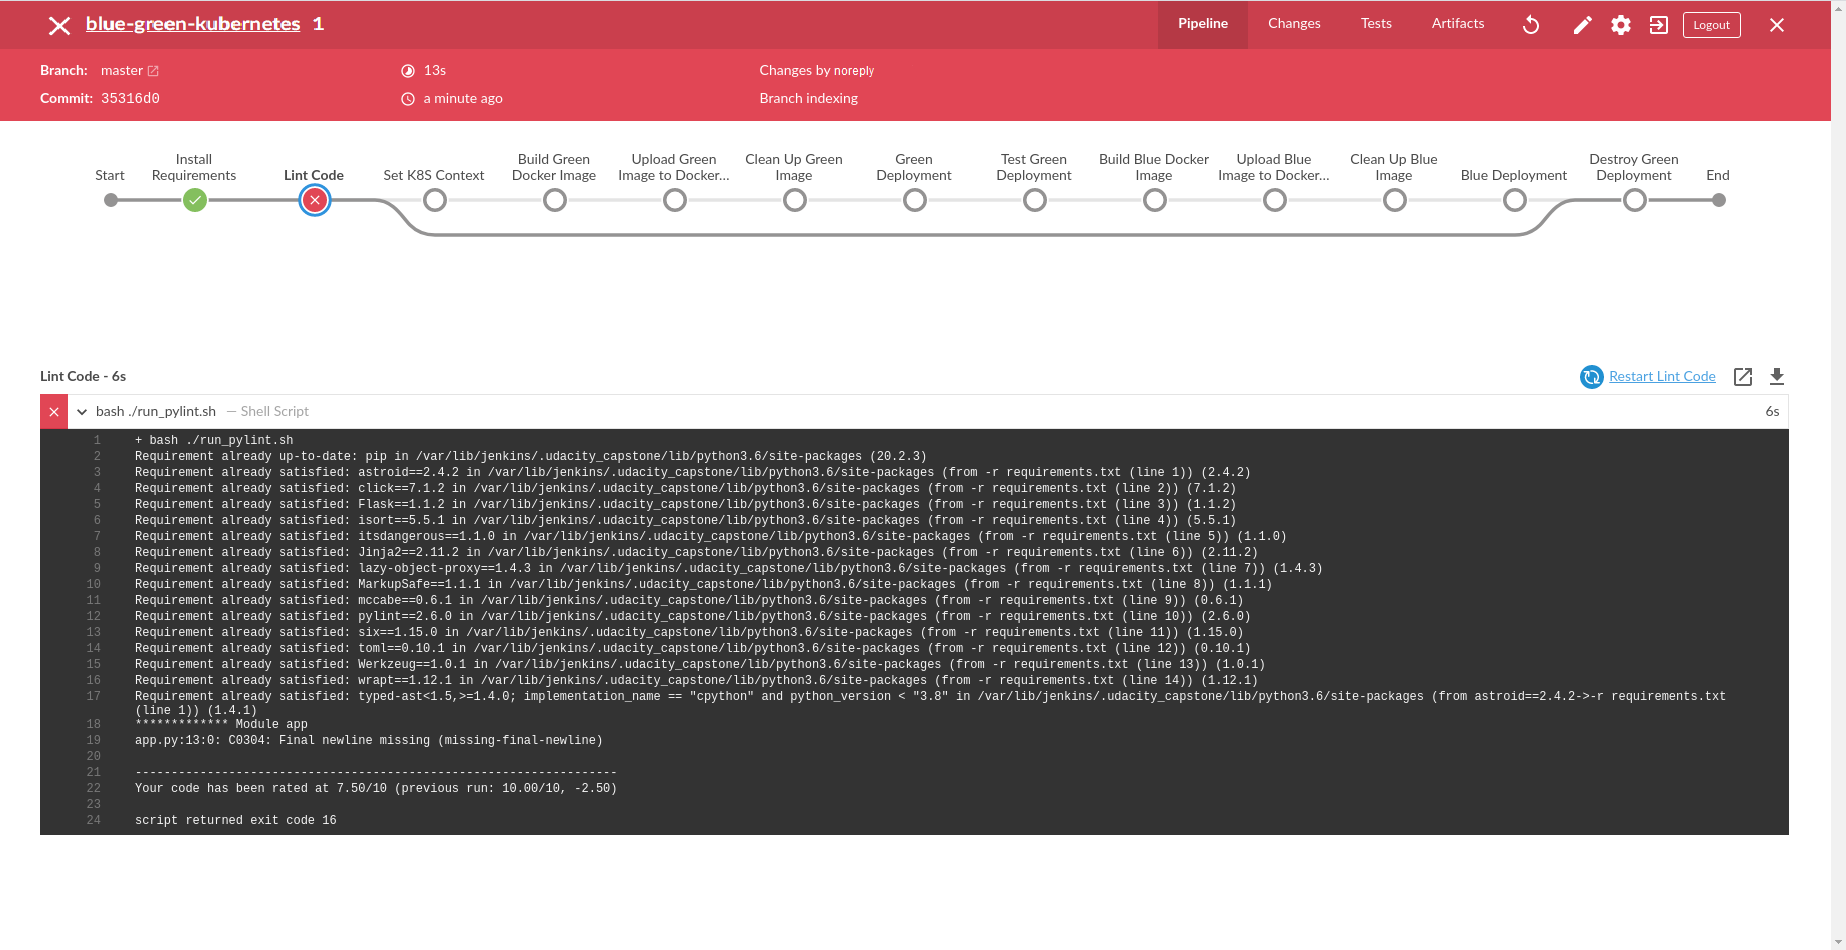 blue-green-kubernetes 1
Pipeline Changes Tests Artifacts Logout
Branch: master 13s Changes by noreply
Commit: 35316d0 a minute ago Branch indexing
Start
Install
Requirements
Lint Code
Set K8S Context
Build Green
Docker Image
Upload Green
Image to Docker...
Clean Up Green
Image
Green
Deployment
Test Green
Deployment
Build Blue Docker
Image
Upload Blue
Image to Docker...
Clean Up Blue
Image
Blue Deployment
Destroy Green
Deployment
End
Lint Code - 6s Restart Lint Code
bash ./run_pylint.sh — Shell Script 6s
1 + bash ./run_pylint.sh
2 Requirement already up-to-date: pip in /var/lib/jenkins/.udacity_capstone/lib/python3.6/site-packages (20.2.3)
3 Requirement already satisfied: astroid==2.4.2 in /var/lib/jenkins/.udacity_capstone/lib/python3.6/site-packages (from -r requirements.txt (line 1)) (2.4.2)
4 Requirement already satisfied: click==7.1.2 in /var/lib/jenkins/.udacity_capstone/lib/python3.6/site-packages (from -r requirements.txt (line 2)) (7.1.2)
5 Requirement already satisfied: Flask==1.1.2 in /var/lib/jenkins/.udacity_capstone/lib/python3.6/site-packages (from -r requirements.txt (line 3)) (1.1.2)
6 Requirement already satisfied: isort==5.5.1 in /var/lib/jenkins/.udacity_capstone/lib/python3.6/site-packages (from -r requirements.txt (line 4)) (5.5.1)
7 Requirement already satisfied: itsdangerous==1.1.0 in /var/lib/jenkins/.udacity_capstone/lib/python3.6/site-packages (from -r requirements.txt (line 5)) (1.1.0)
8 Requirement already satisfied: Jinja2==2.11.2 in /var/lib/jenkins/.udacity_capstone/lib/python3.6/site-packages (from -r requirements.txt (line 6)) (2.11.2)
9 Requirement already satisfied: lazy-object-proxy==1.4.3 in /var/lib/jenkins/.udacity_capstone/lib/python3.6/site-packages (from -r requirements.txt (line 7)) (1.4.3)
10 Requirement already satisfied: MarkupSafe==1.1.1 in /var/lib/jenkins/.udacity_capstone/lib/python3.6/site-packages (from -r requirements.txt (line 8)) (1.1.1)
11 Requirement already satisfied: mccabe==0.6.1 in /var/lib/jenkins/.udacity_capstone/lib/python3.6/site-packages (from -r requirements.txt (line 9)) (0.6.1)
12 Requirement already satisfied: pylint==2.6.0 in /var/lib/jenkins/.udacity_capstone/lib/python3.6/site-packages (from -r requirements.txt (line 10)) (2.6.0)
13 Requirement already satisfied: six==1.15.0 in /var/lib/jenkins/.udacity_capstone/lib/python3.6/site-packages (from -r requirements.txt (line 11)) (1.15.0)
14 Requirement already satisfied: toml==0.10.1 in /var/lib/jenkins/.udacity_capstone/lib/python3.6/site-packages (from -r requirements.txt (line 12)) (0.10.1)
15 Requirement already satisfied: Werkzeug==1.0.1 in /var/lib/jenkins/.udacity_capstone/lib/python3.6/site-packages (from -r requirements.txt (line 13)) (1.0.1)
16 Requirement already satisfied: wrapt==1.12.1 in /var/lib/jenkins/.udacity_capstone/lib/python3.6/site-packages (from -r requirements.txt (line 14)) (1.12.1)
17 Requirement already satisfied: typed-ast<1.5,>=1.4.0; implementation_name == "cpython" and python_version < "3.8" in /var/lib/jenkins/.udacity_capstone/lib/python3.6/site-packages (from astroid==2.4.2->-r requirements.txt
(line 1)) (1.4.1)
18 ************* Module app
19 app.py:13:0: C0304: Final newline missing (missing-final-newline)
20
21 -------------------------------------------------------------------
22 Your code has been rated at 7.50/10 (previous run: 10.00/10, -2.50)
23
24 script returned exit code 16